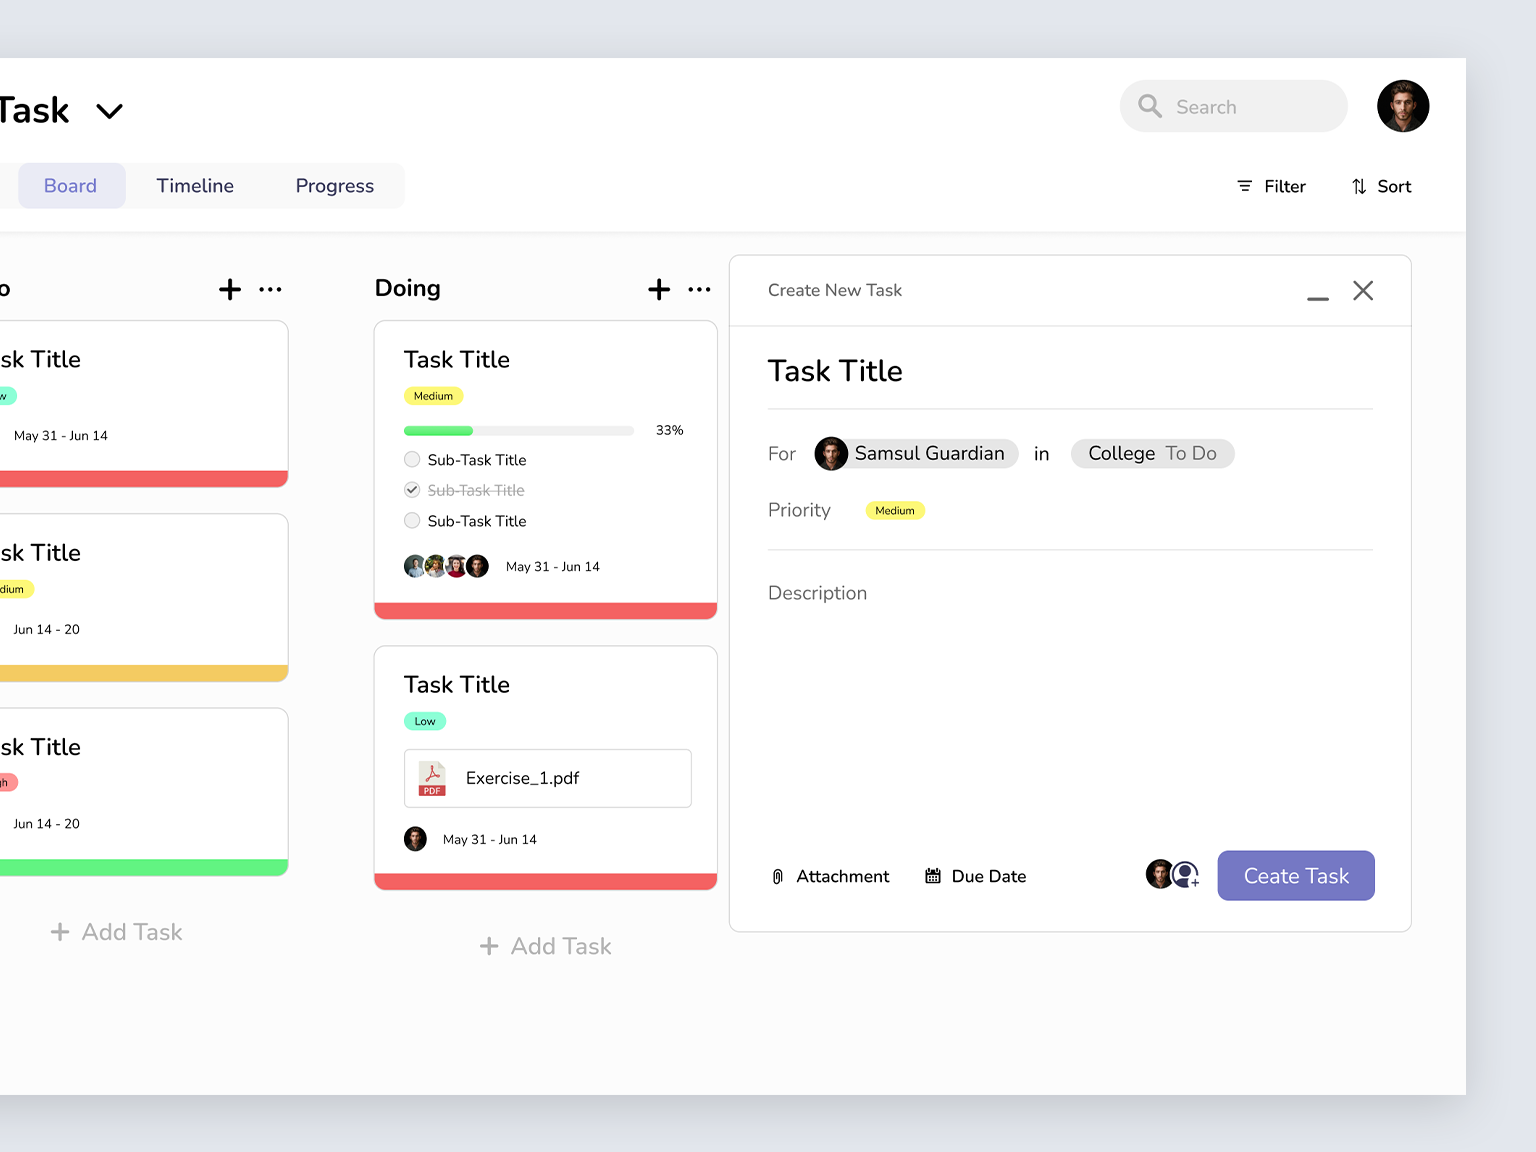 Task
Search
Board Timeline Progress
Filter Sort
o
Doing
Create New Task
sk Title
w
May 31 - Jun 14
sk Title
dium
Jun 14 - 20
sk Title
gh
Jun 14 - 20
+ Add Task
Task Title
Medium
33%
Sub-Task Title
Sub-Task Title
Sub-Task Title
May 31 - Jun 14
Task Title
Low
PDF
Exercise_1.pdf
May 31 - Jun 14
+ Add Task
Task Title
For Samsul Guardian in College To Do
Priority Medium
Description
Attachment Due Date Ceate Task